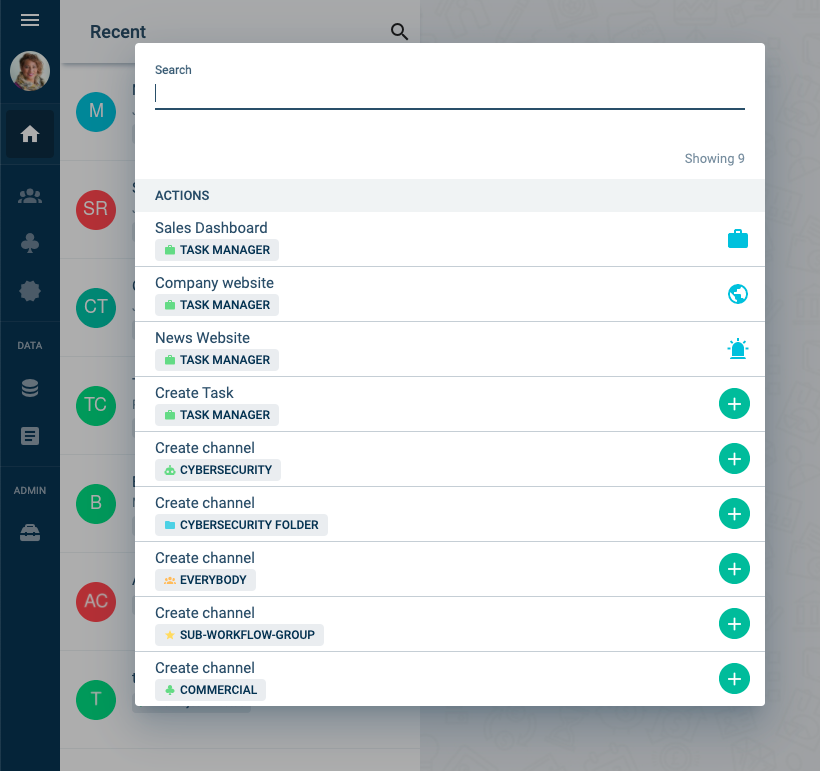 Recent
Search
Showing 9
ACTIONS
Sales Dashboard
TASK MANAGER
Company website
TASK MANAGER
News Website
TASK MANAGER
Create Task
TASK MANAGER
Create channel
CYBERSECURITY
Create channel
CYBERSECURITY FOLDER
Create channel
EVERYBODY
Create channel
SUB-WORKFLOW-GROUP
Create channel
COMMERCIAL
M
SR
CT
TC
B
AC
T
DATA
ADMIN